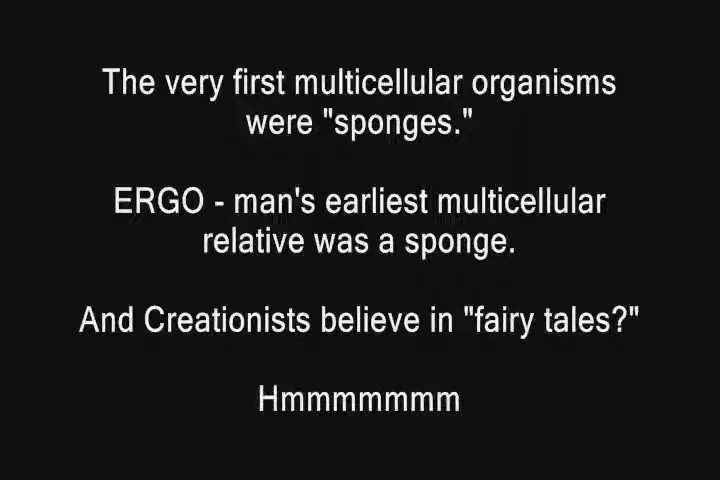 The very first multicellular organisms
were "sponges."
ERGO - man's earliest multicellular
relative was a sponge.
And Creationists believe in "fairy tales?"
Hmmmmmmm